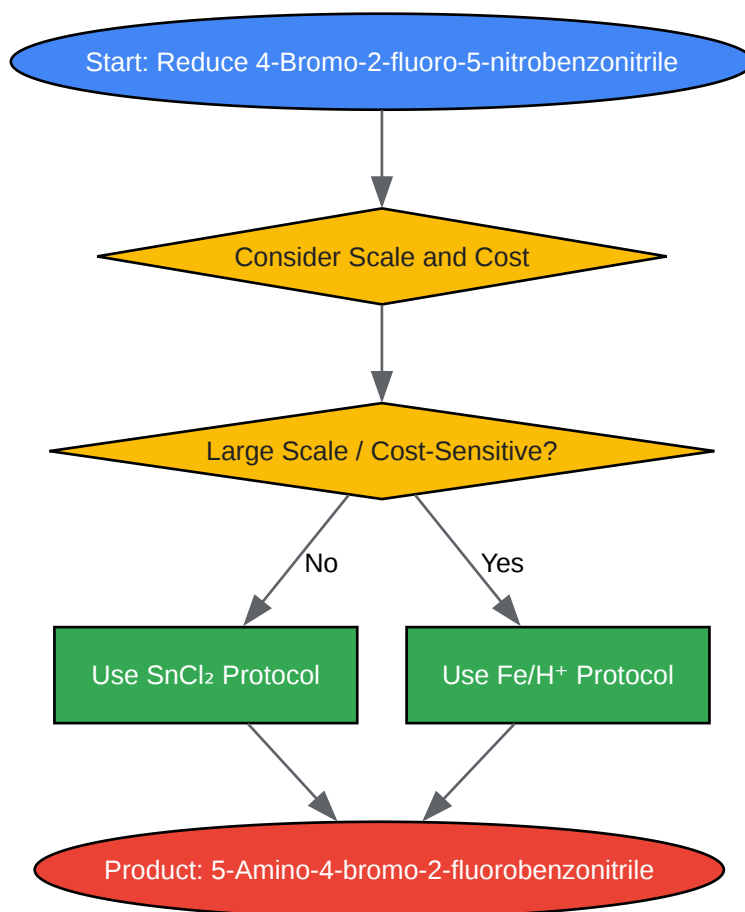 Start: Reduce 4-Bromo-2-fluoro-5-nitrobenzonitrile
Consider Scale and Cost
Large Scale / Cost-Sensitive?
No
Yes
Use SnCl₂ Protocol
Use Fe/H⁺ Protocol
Product: 5-Amino-4-bromo-2-fluorobenzonitrile